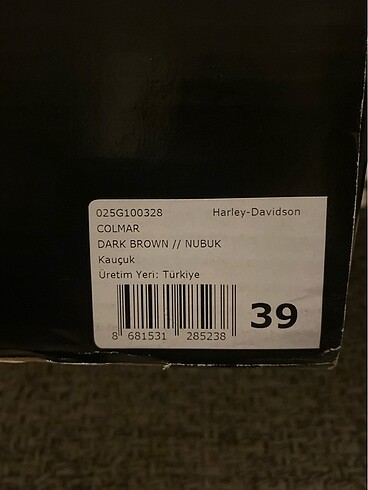 025G100328 Harley-Davidson
COLMAR
DARK BROWN // NUBUK
Kauçuk
Üretim Yeri: Türkiye
8 681531 285238
39